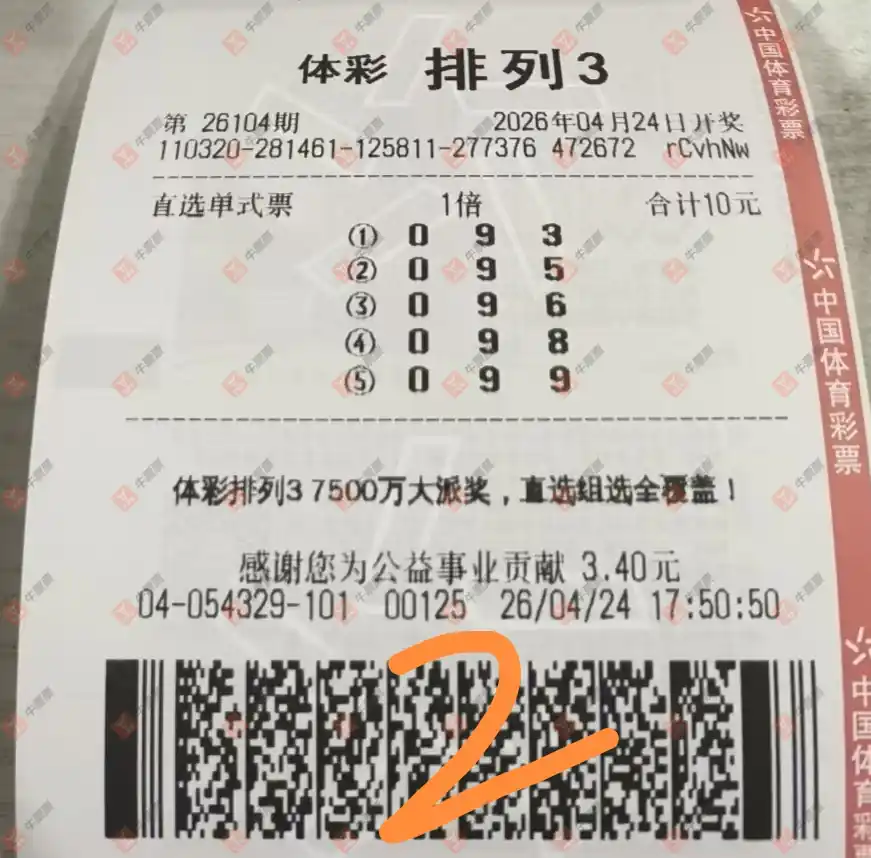 体彩 排列3
第 26104期 2026年04月24日开奖
110320-281461-125811-277376 472672 rCvhNw
直选单式票 1倍 合计10元
① 0 9 3
② 0 9 5
③ 0 9 6
④ 0 9 8
⑤ 0 9 9
体彩排列3 7500万大派奖，直选组选全覆盖！
感谢您为公益事业贡献 3.40元
04-054329-101 00125 26/04/24 17:50:50
2
中国体育彩票
中国体育彩票
中国体育彩
牛票票